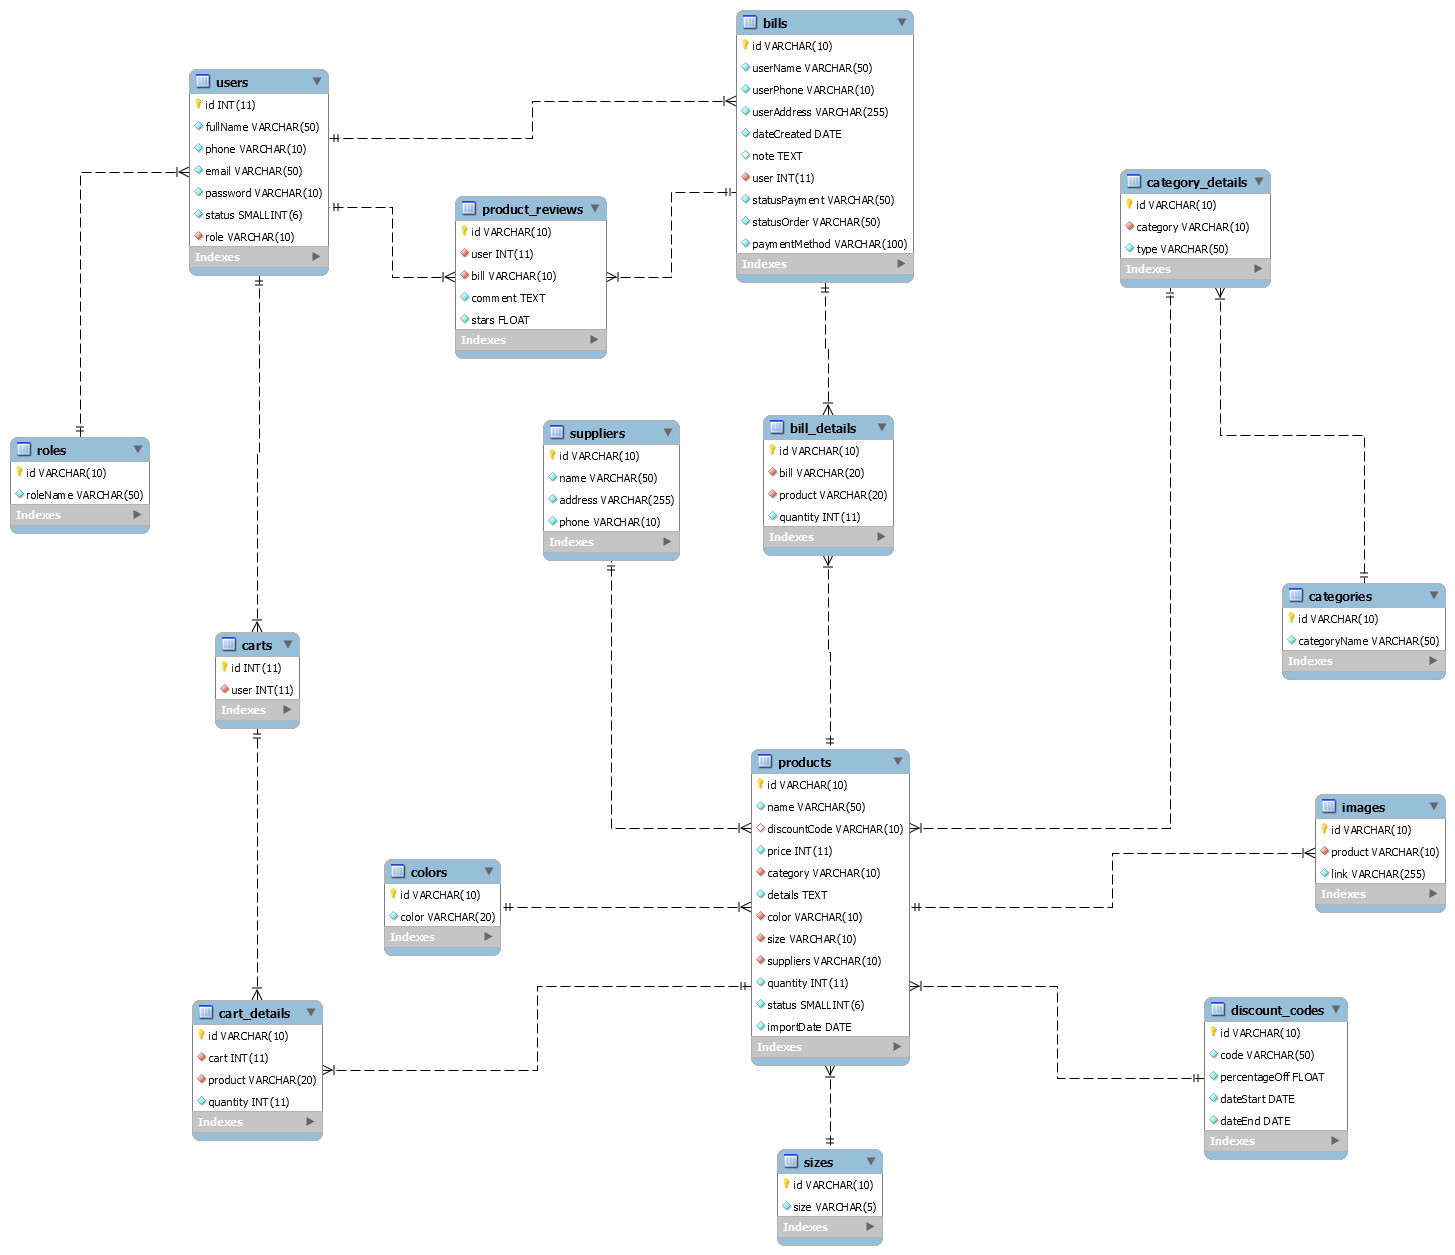 bills
id VARCHAR(10)
userName VARCHAR(50)
userPhone VARCHAR(10)
userAddress VARCHAR(255)
dateCreated DATE
note TEXT
user INT(11)
statusPayment VARCHAR(50)
statusOrder VARCHAR(50)
paymentMethod VARCHAR(100)
Indexes
users
id INT(11)
fullName VARCHAR(50)
phone VARCHAR(10)
email VARCHAR(50)
password VARCHAR(10)
status SMALLINT(6)
role VARCHAR(10)
Indexes
product_reviews
id VARCHAR(10)
user INT(11)
bill VARCHAR(10)
comment TEXT
stars FLOAT
Indexes
category_details
id VARCHAR(10)
category VARCHAR(10)
type VARCHAR(50)
Indexes
roles
id VARCHAR(10)
roleName VARCHAR(50)
Indexes
suppliers
id VARCHAR(10)
name VARCHAR(50)
address VARCHAR(255)
phone VARCHAR(10)
Indexes
bill_details
id VARCHAR(10)
bill VARCHAR(20)
product VARCHAR(20)
quantity INT(11)
Indexes
categories
id VARCHAR(10)
categoryName VARCHAR(50)
Indexes
carts
id INT(11)
user INT(11)
Indexes
products
id VARCHAR(10)
name VARCHAR(50)
discountCode VARCHAR(10)
price INT(11)
category VARCHAR(10)
details TEXT
color VARCHAR(10)
size VARCHAR(10)
suppliers VARCHAR(10)
quantity INT(11)
status SMALLINT(6)
importDate DATE
Indexes
images
id VARCHAR(10)
product VARCHAR(10)
link VARCHAR(255)
Indexes
colors
id VARCHAR(10)
color VARCHAR(20)
Indexes
cart_details
id VARCHAR(10)
cart INT(11)
product VARCHAR(20)
quantity INT(11)
Indexes
discount_codes
id VARCHAR(10)
code VARCHAR(50)
percentageOff FLOAT
dateStart DATE
dateEnd DATE
Indexes
sizes
id VARCHAR(10)
size VARCHAR(5)
Indexes